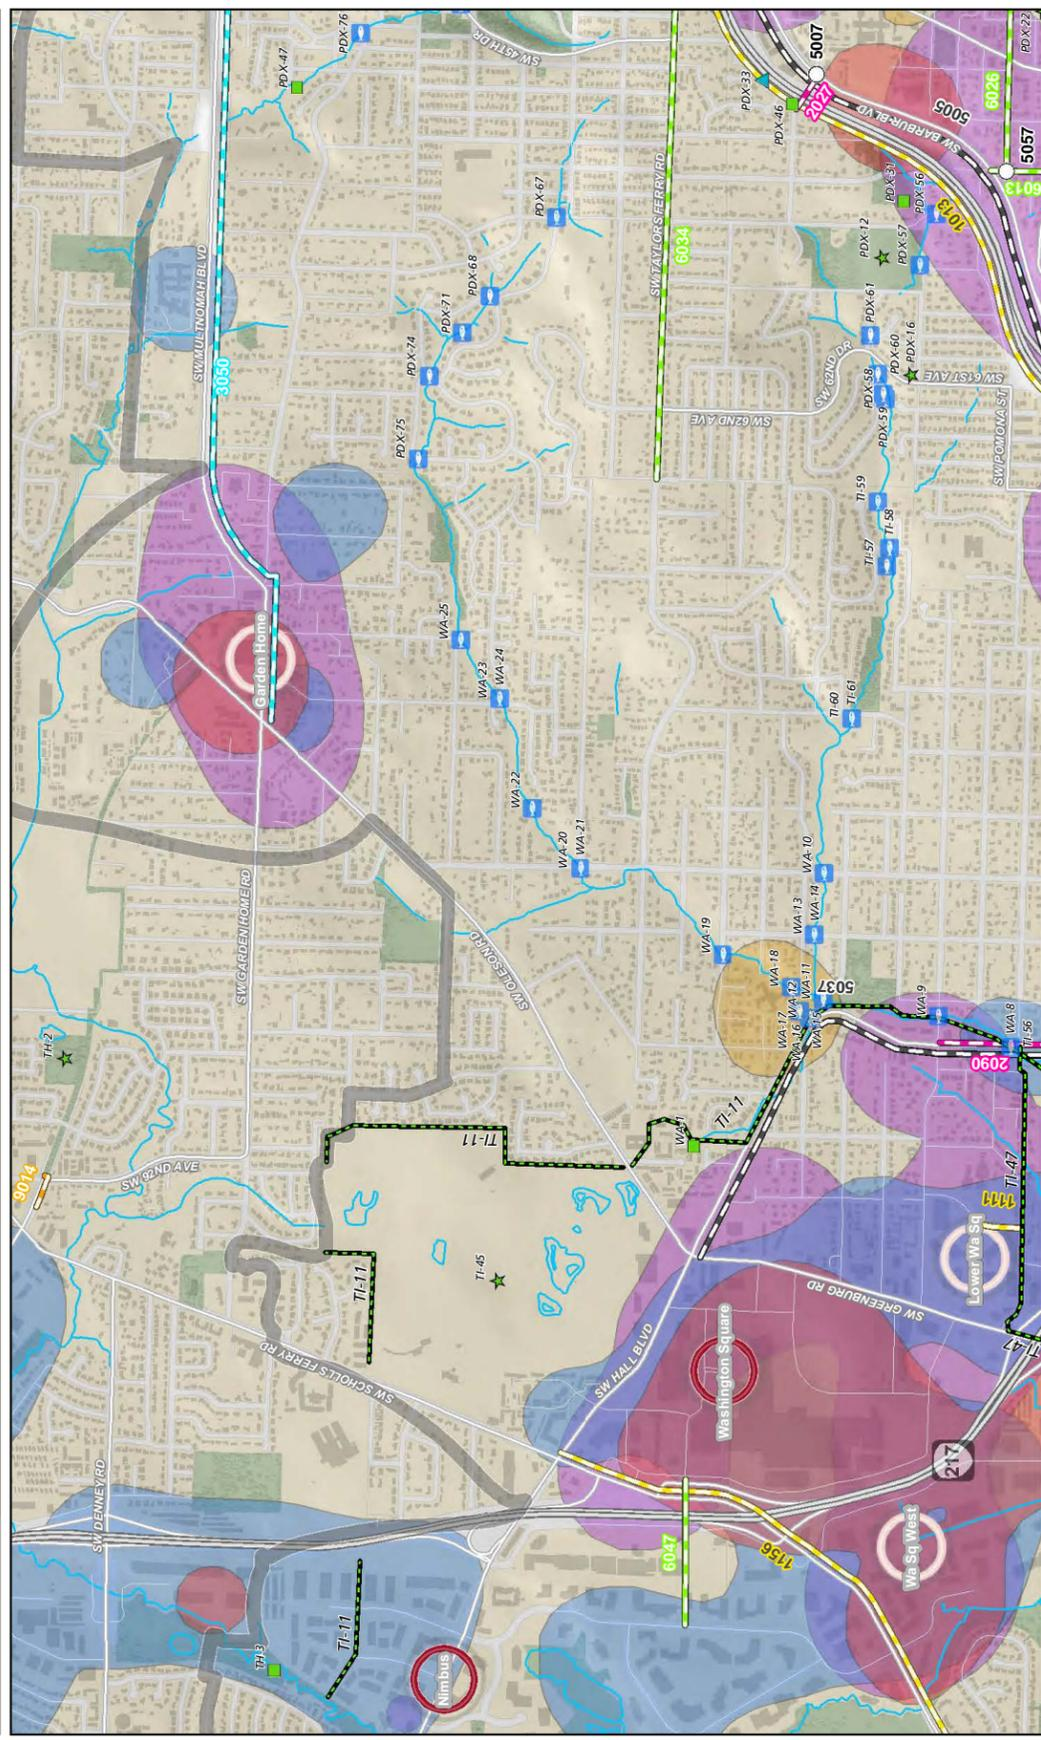 PDX-76
PDX-47
SW 45TH DR
PDX-33
PDX-46
2027
5007
SW BARBUR BLVD
5005
6026
PDX-22
5057
6013
1013
PDX-31
PDX-56
PDX-12
PDX-57
PDX-67
SW TAYLORS FERRY RD
6034
SW MULTNOMAH BLVD
3050
PDX-68
PDX-71
PDX-74
PDX-75
PDX-61
PDX-60
PDX-16
PDX-58
PDX-59
SW 62ND DR
SW 62ND AVE
SW 61ST AVE
SW POMONA ST
TI-59
TI-58
TI-57
Garden Home
WA-25
WA-23
WA-24
TI-60
TI-61
WA-22
WA-20
WA-21
WA-10
WA-13
WA-14
WA-19
WA-18
WA-11
WA-12
WA-17
WA-16
WA-15
5037
WA-9
WA-8
TI-56
2090
SW GARDEN HOME RD
SW OLESON RD
TH-2
9014
SW 92ND AVE
TI-11
WA-1
TI-11
TI-47
1111
Lower Wa Sq
TI-45
TI-11
SW SCHOLLS FERRY RD
SW HALL BLVD
SW GREENBURG RD
Washington Square
TI-47
217
SW DENNEY RD
6047
1156
Wa Sq West
TH-3
TI-11
Nimbus